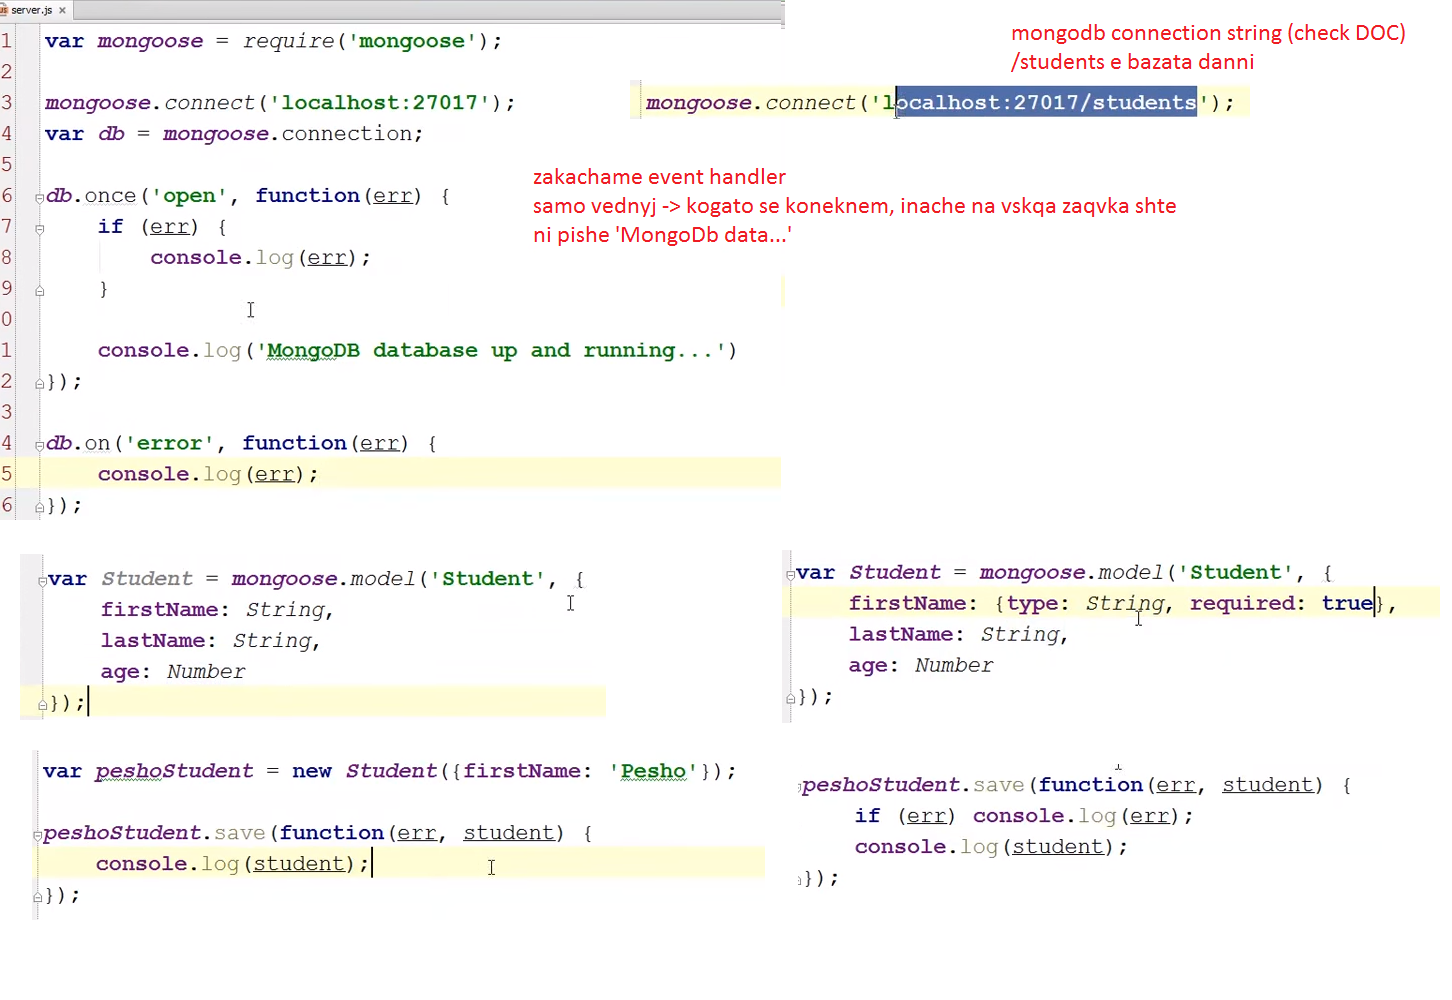 server.js ×
1 var mongoose = require('mongoose');
2
3 mongoose.connect('localhost:27017');
4 var db = mongoose.connection;
5
6 db.once('open', function(err) {
7 if (err) {
8 console.log(err);
9 }
0
1 console.log('MongoDB database up and running...')
2 });
3
4 db.on('error', function(err) {
5 console.log(err);
6 });
mongodb connection string (check DOC)
/students e bazata danni
mongoose.connect('localhost:27017/students');
zakachame event handler
samo vednyj -> kogato se koneknem, inache na vskqa zaqvka shte
ni pishe 'MongoDb data...'
var Student = mongoose.model('Student', {
firstName: String,
lastName: String,
age: Number
});
var Student = mongoose.model('Student', {
firstName: {type: String, required: true},
lastName: String,
age: Number
});
var peshoStudent = new Student({firstName: 'Pesho'});
peshoStudent.save(function(err, student) {
console.log(student);
});
peshoStudent.save(function(err, student) {
if (err) console.log(err);
console.log(student);
});